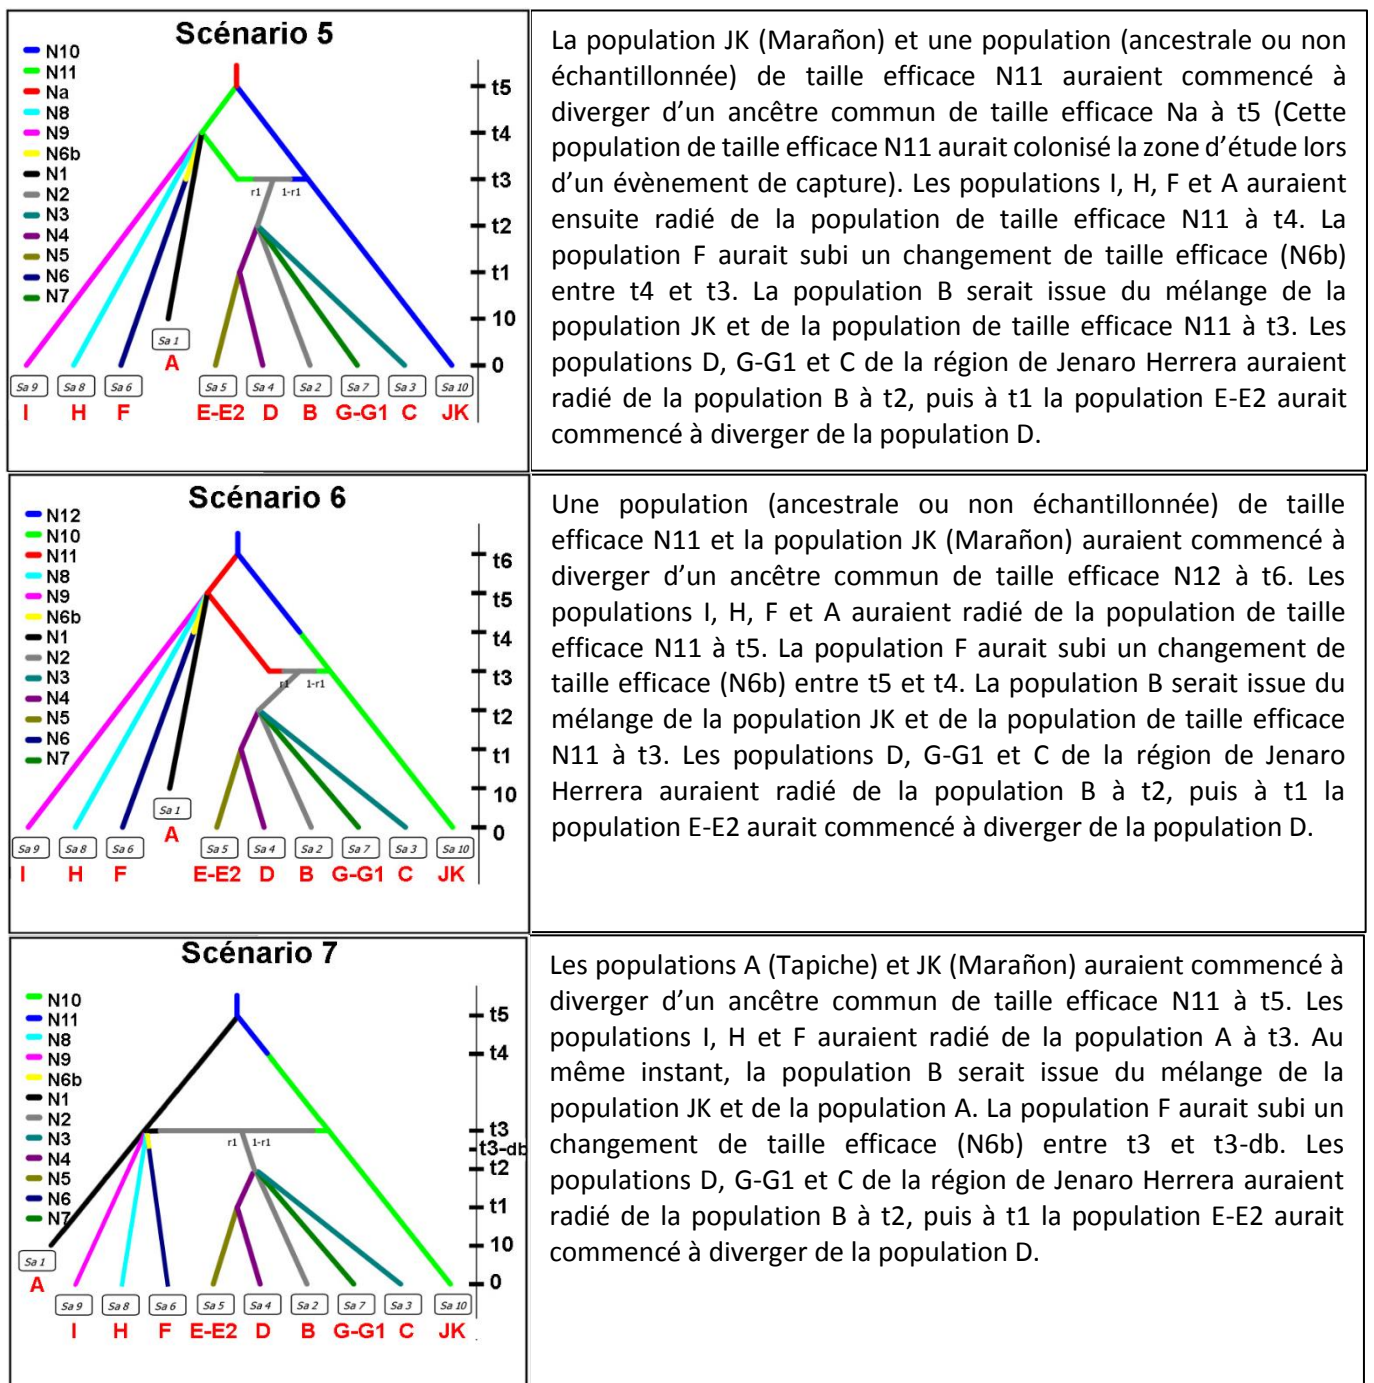 Scénario 5
N10
N11
Na
N8
N9
N6b
N1
N2
N3
N4
N5
N6
N7
t5
t4
t3
t2
t1
10
0
r1 1-r1
Sa 1
A
Sa 9 Sa 8 Sa 6 Sa 5 Sa 4 Sa 2 Sa 7 Sa 3 Sa 10
I H F E-E2 D B G-G1 C JK
La population JK (Marañon) et une population (ancestrale ou non
échantillonnée) de taille efficace N11 auraient commencé à
diverger d’un ancêtre commun de taille efficace Na à t5 (Cette
population de taille efficace N11 aurait colonisé la zone d’étude lors
d’un évènement de capture). Les populations I, H, F et A auraient
ensuite radié de la population de taille efficace N11 à t4. La
population F aurait subi un changement de taille efficace (N6b)
entre t4 et t3. La population B serait issue du mélange de la
population JK et de la population de taille efficace N11 à t3. Les
populations D, G-G1 et C de la région de Jenaro Herrera auraient
radié de la population B à t2, puis à t1 la population E-E2 aurait
commencé à diverger de la population D.
Scénario 6
N12
N10
N11
N8
N9
N6b
N1
N2
N3
N4
N5
N6
N7
t6
t5
t4
t3
t2
t1
10
0
r1 1-r1
Sa 1
A
Sa 9 Sa 8 Sa 6 Sa 5 Sa 4 Sa 2 Sa 7 Sa 3 Sa 10
I H F E-E2 D B G-G1 C JK
Une population (ancestrale ou non échantillonnée) de taille
efficace N11 et la population JK (Marañon) auraient commencé à
diverger d’un ancêtre commun de taille efficace N12 à t6. Les
populations I, H, F et A auraient radié de la population de taille
efficace N11 à t5. La population F aurait subi un changement de
taille efficace (N6b) entre t5 et t4. La population B serait issue du
mélange de la population JK et de la population de taille efficace
N11 à t3. Les populations D, G-G1 et C de la région de Jenaro
Herrera auraient radié de la population B à t2, puis à t1 la
population E-E2 aurait commencé à diverger de la population D.
Scénario 7
N10
N11
N8
N9
N6b
N1
N2
N3
N4
N5
N6
N7
t5
t4
t3
t3-db
t2
t1
10
0
r1 1-r1
Sa 1
A
Sa 9 Sa 8 Sa 6 Sa 5 Sa 4 Sa 2 Sa 7 Sa 3 Sa 10
I H F E-E2 D B G-G1 C JK
Les populations A (Tapiche) et JK (Marañon) auraient commencé à
diverger d’un ancêtre commun de taille efficace N11 à t5. Les
populations I, H et F auraient radié de la population A à t3. Au
même instant, la population B serait issue du mélange de la
population JK et de la population A. La population F aurait subi un
changement de taille efficace (N6b) entre t3 et t3-db. Les
populations D, G-G1 et C de la région de Jenaro Herrera auraient
radié de la population B à t2, puis à t1 la population E-E2 aurait
commencé à diverger de la population D.